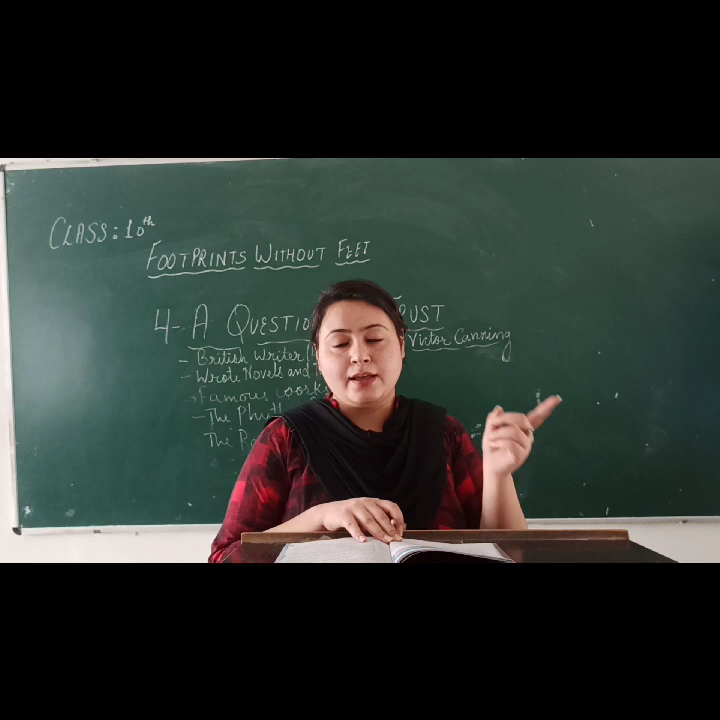 CLASS: 10th
FOOTPRINTS WITHOUT FEET
4- A QUESTIO UST
Victor Canning
- British Writer
- Wrote Novels and
Famous works
- The
The